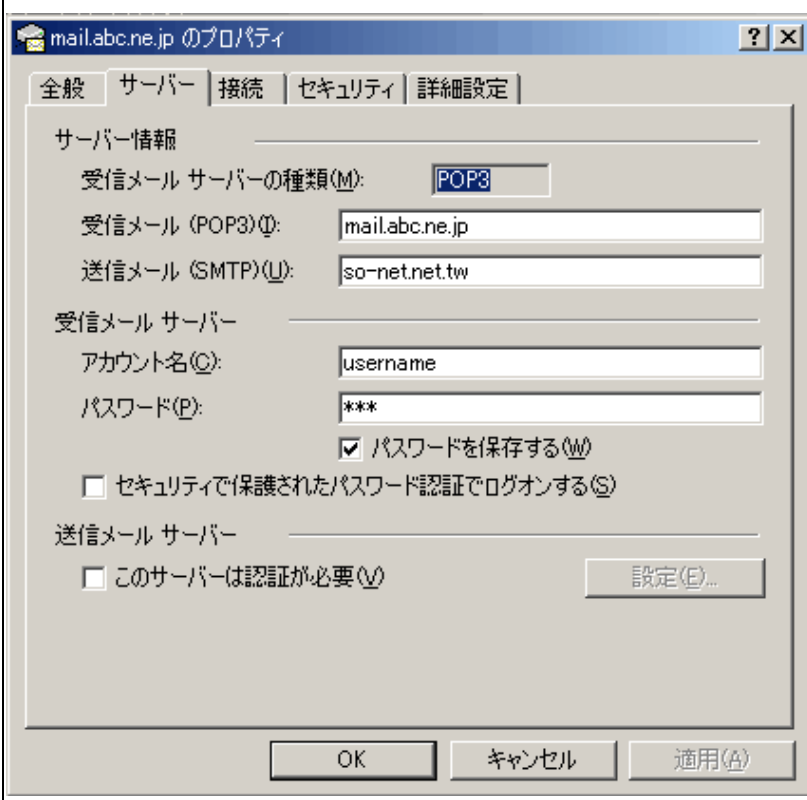 mail.abc.ne.jp のプロパティ
全般 サーバー 接続 セキュリティ 詳細設定
サーバー情報
受信メール サーバーの種類(M): POP3
受信メール (POP3)(I): mail.abc.ne.jp
送信メール (SMTP)(U): so-net.net.tw
受信メール サーバー
アカウント名(C): username
パスワード(P): ***
パスワードを保存する(W)
セキュリティで保護されたパスワード認証でログオンする(S)
送信メール サーバー
このサーバーは認証が必要(V) 設定(E)...
OK キャンセル 適用(A)